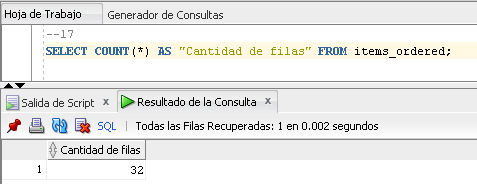 Hoja de Trabajo Generador de Consultas
--17
SELECT COUNT(*) AS "Cantidad de filas" FROM items_ordered;
Salida de Script x Resultado de la Consulta x
SQL | Todas las Filas Recuperadas: 1 en 0.002 segundos
Cantidad de filas
1 32